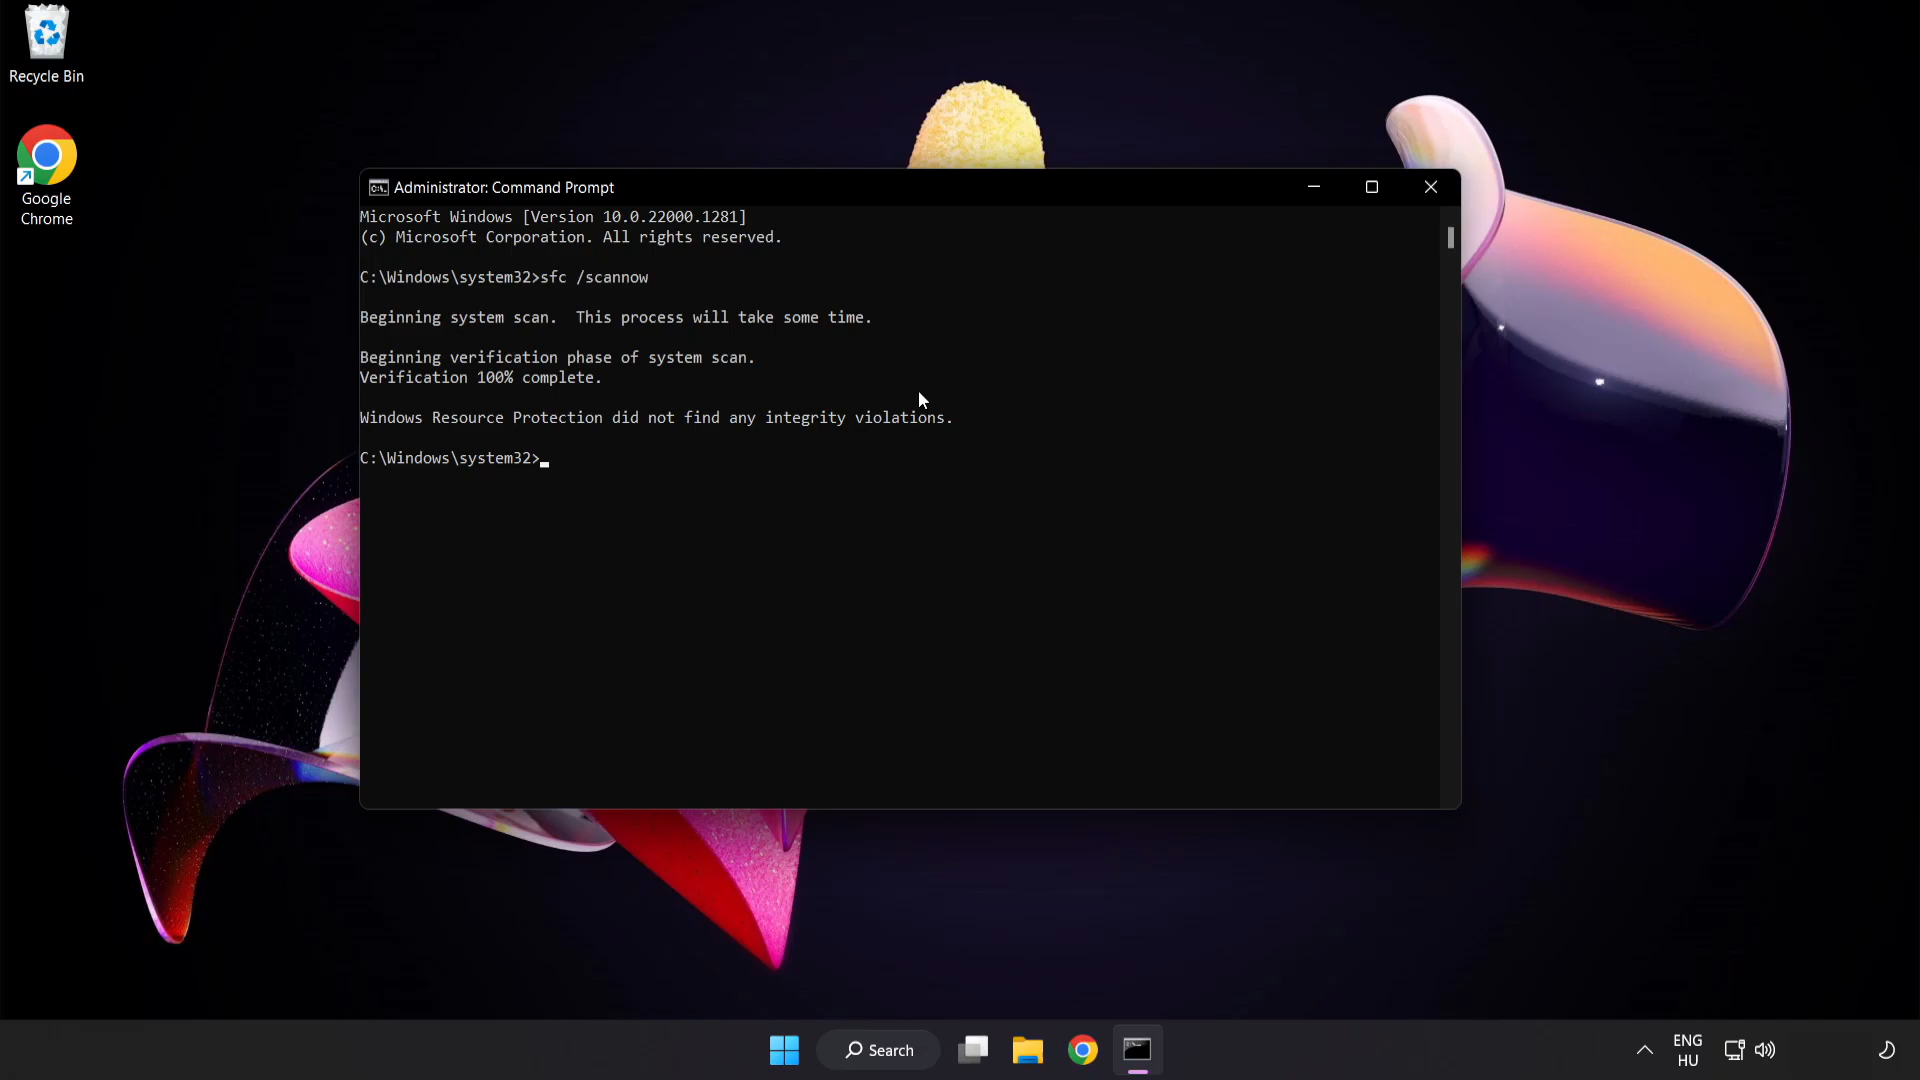 Recycle Bin
Google
Chrome
Administrator: Command Prompt
Microsoft Windows [Version 10.0.22000.1281]
(c) Microsoft Corporation. All rights reserved.
C:\Windows\system32>sfc /scannow
Beginning system scan.  This process will take some time.
Beginning verification phase of system scan.
Verification 100% complete.
Windows Resource Protection did not find any integrity violations.
C:\Windows\system32>
Search
ENG
HU